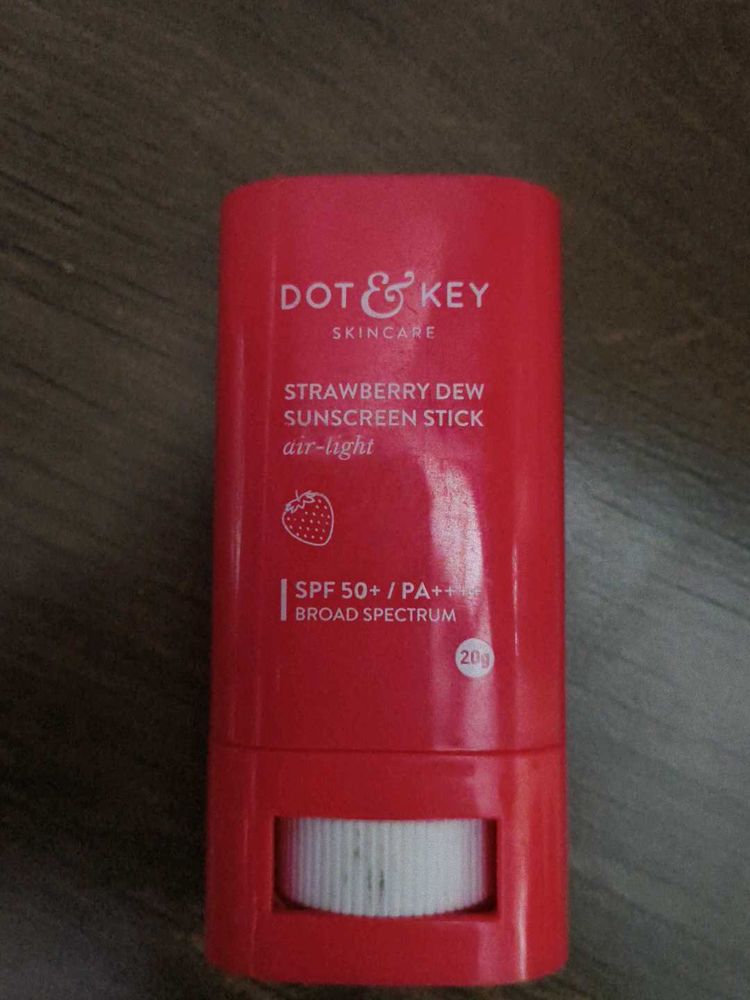 DOT & KEY
SKINCARE
STRAWBERRY DEW
SUNSCREEN STICK
air-light
SPF 50+ / PA++++
BROAD SPECTRUM
20g